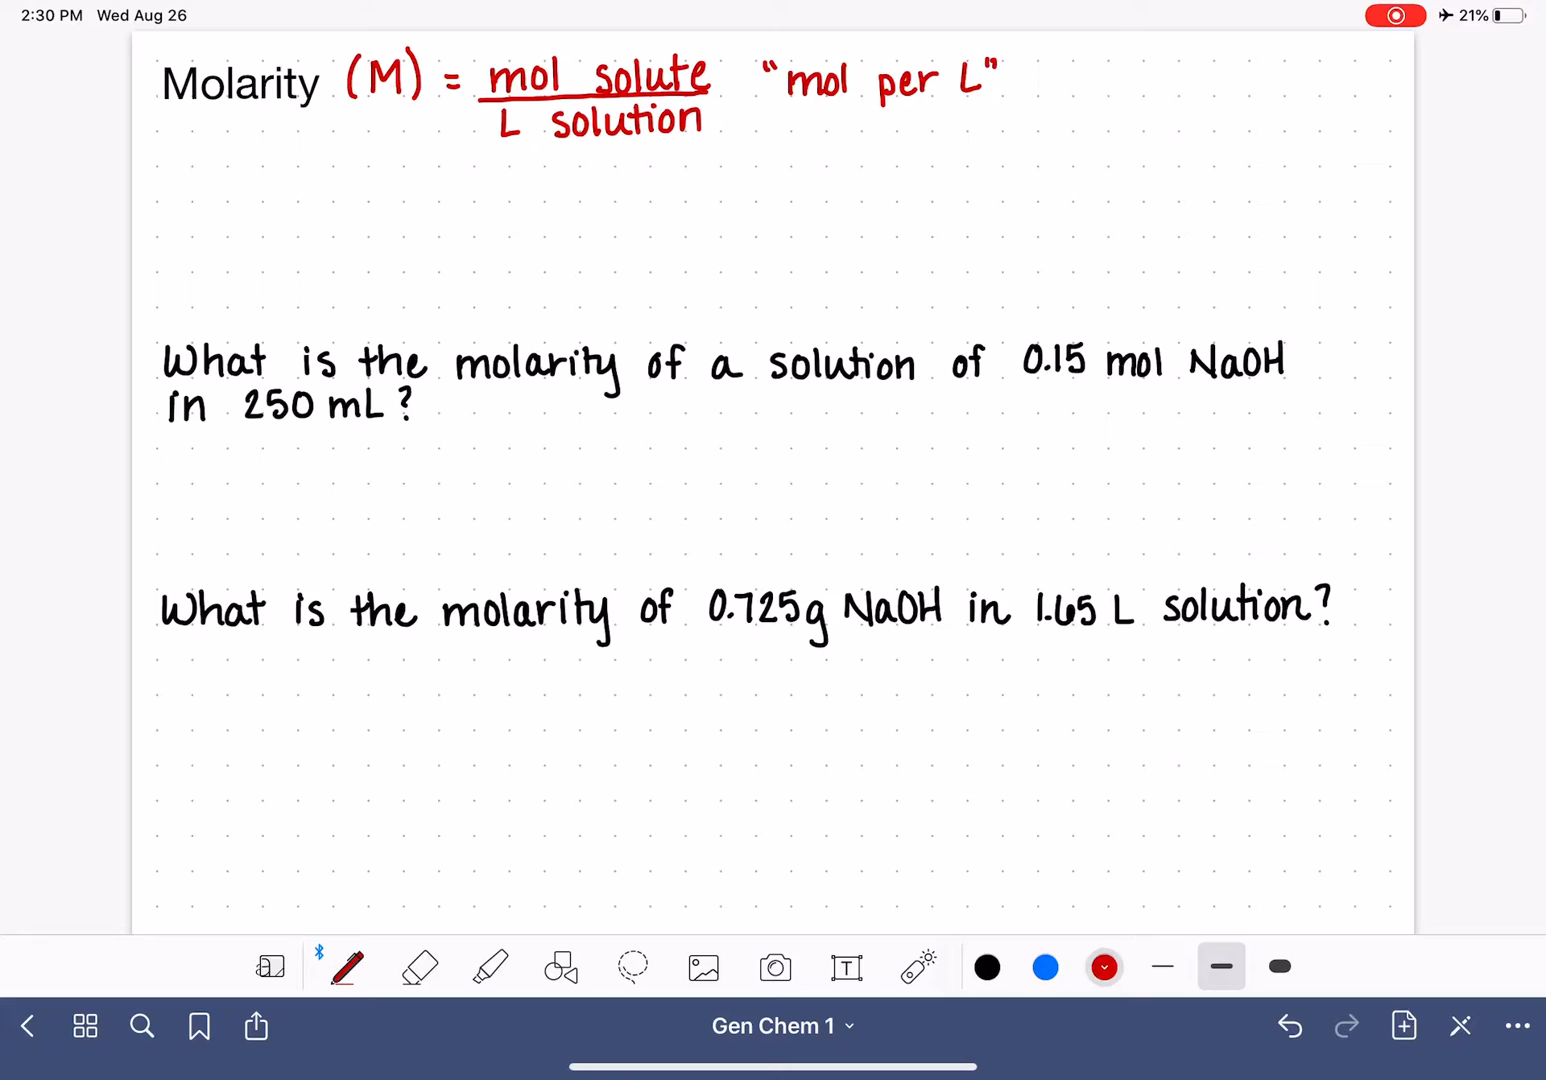 2:30 PM Wed Aug 26
21%
Molarity (M) = mol solute / L solution "mol per L"
What is the molarity of a solution of 0.15 mol NaOH
in 250 mL?
What is the molarity of 0.725g NaOH in 1.65 L solution?
T
Gen Chem 1